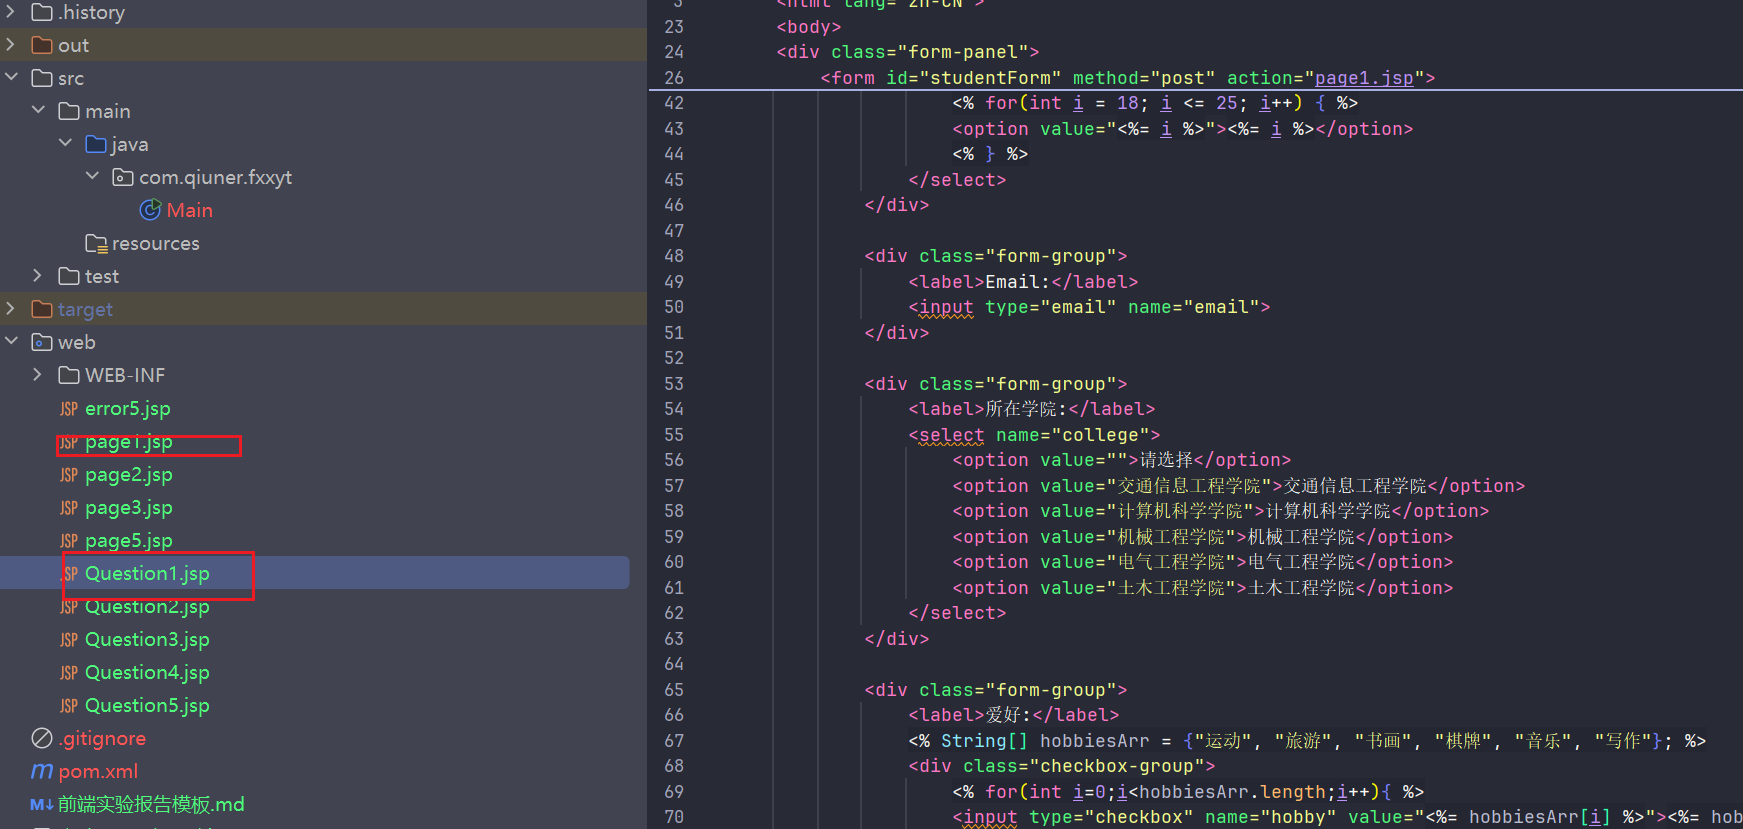 .history
out
src
main
java
com.qiuner.fxxyt
Main
resources
test
target
web
WEB-INF
JSP error5.jsp
JSP page1.jsp
JSP page2.jsp
JSP page3.jsp
JSP page5.jsp
JSP Question1.jsp
JSP Question2.jsp
JSP Question3.jsp
JSP Question4.jsp
JSP Question5.jsp
.gitignore
m pom.xml
M↓ 前端实验报告模板.md
3 <html lang="zh-CN">
23 <body>
24 <div class="form-panel">
26 <form id="studentForm" method="post" action="page1.jsp">
42 <% for(int i = 18; i <= 25; i++) { %>
43 <option value="<%= i %>"><%= i %></option>
44 <% } %>
45 </select>
46 </div>
47
48 <div class="form-group">
49 <label>Email:</label>
50 <input type="email" name="email">
51 </div>
52
53 <div class="form-group">
54 <label>所在学院:</label>
55 <select name="college">
56 <option value="">请选择</option>
57 <option value="交通信息工程学院">交通信息工程学院</option>
58 <option value="计算机科学学院">计算机科学学院</option>
59 <option value="机械工程学院">机械工程学院</option>
60 <option value="电气工程学院">电气工程学院</option>
61 <option value="土木工程学院">土木工程学院</option>
62 </select>
63 </div>
64
65 <div class="form-group">
66 <label>爱好:</label>
67 <% String[] hobbiesArr = {"运动", "旅游", "书画", "棋牌", "音乐", "写作"}; %>
68 <div class="checkbox-group">
69 <% for(int i=0;i<hobbiesArr.length;i++){ %>
70 <input type="checkbox" name="hobby" value="<%= hobbiesArr[i] %>"><%= hob